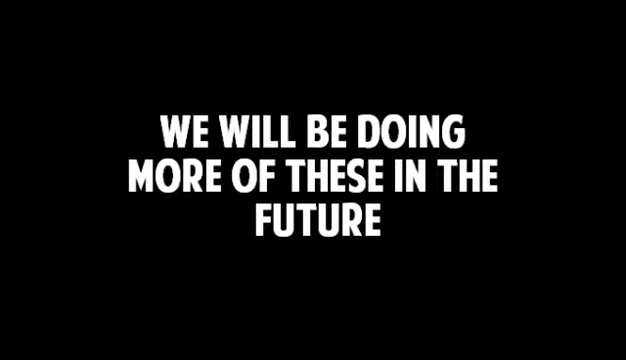 WE WILL BE DOING
MORE OF THESE IN THE
FUTURE